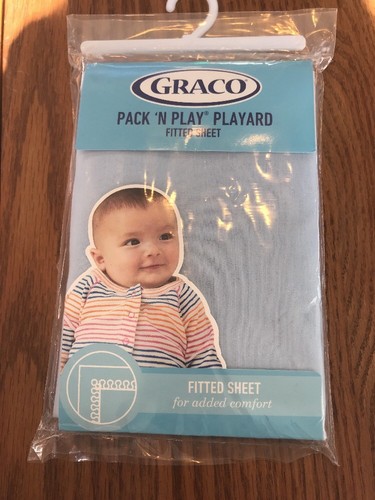 GRACO
PACK 'N PLAY® PLAYARD
FITTED SHEET
FITTED SHEET
for added comfort